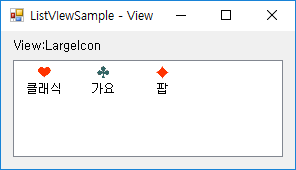 ListVIewSample - View
View:LargeIcon
클래식 가요 팝